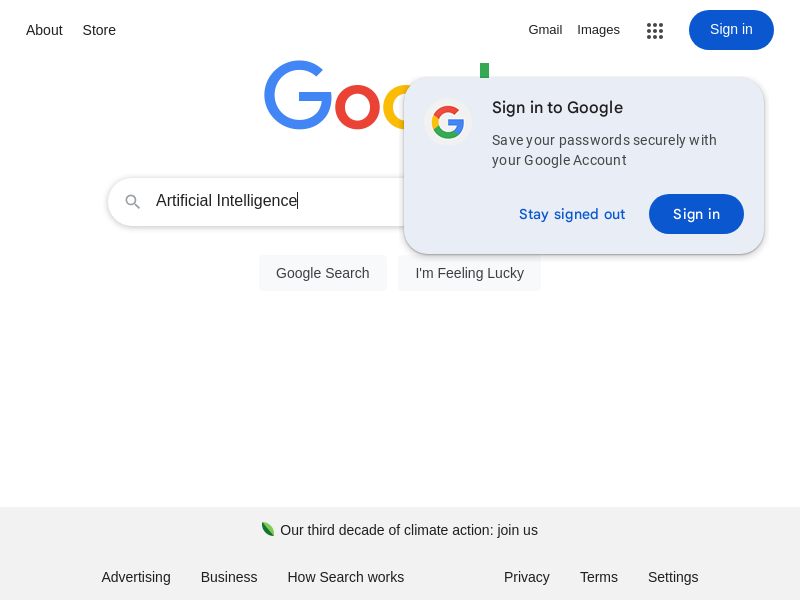 About Store Gmail Images Sign in
Goo
Sign in to Google
Save your passwords securely with
your Google Account
Artificial Intelligence
Stay signed out Sign in
Google Search I'm Feeling Lucky
Our third decade of climate action: join us
Advertising Business How Search works Privacy Terms Settings